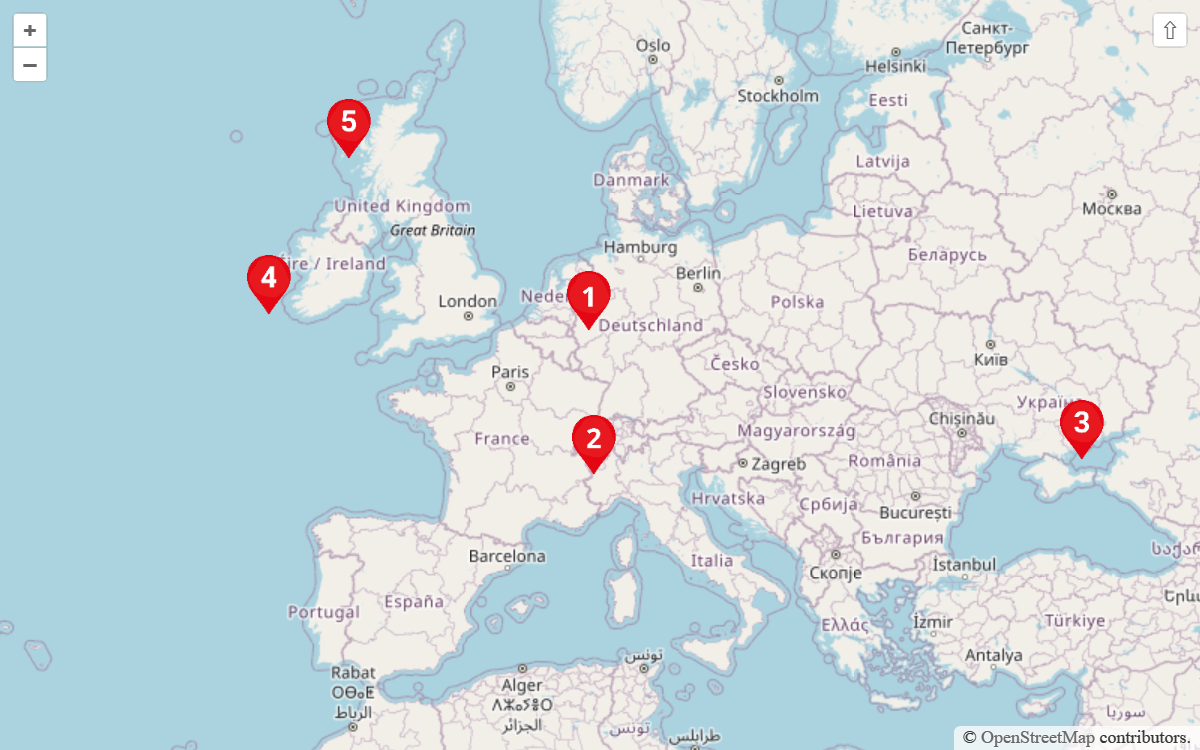 +
−
⇧
Oslo
Санкт-
Петербург
Helsinki
Stockholm
Eesti
5
Latvija
Danmark
Москва
United Kingdom
Lietuva
Great Britain
Hamburg
Беларусь
Éire / Ireland
Berlin
4
1
London
Polska
Deutschland
Київ
Česko
Paris
Slovensko
Україна
Chișinău
3
2
France
Magyarország
Zagreb
România
Hrvatska
Србија
București
България
Barcelona
Italia
İstanbul
Скопје
España
Portugal
Ελλάς
İzmir
Türkiye
Antalya
تونس
Rabat
ⵔⴱⴰⵟ
الرباط
Alger
ⴷⵣⴰⵢⴻⵔ
الجزائر
تونس
طرابلس
سوريا
© OpenStreetMap contributors.